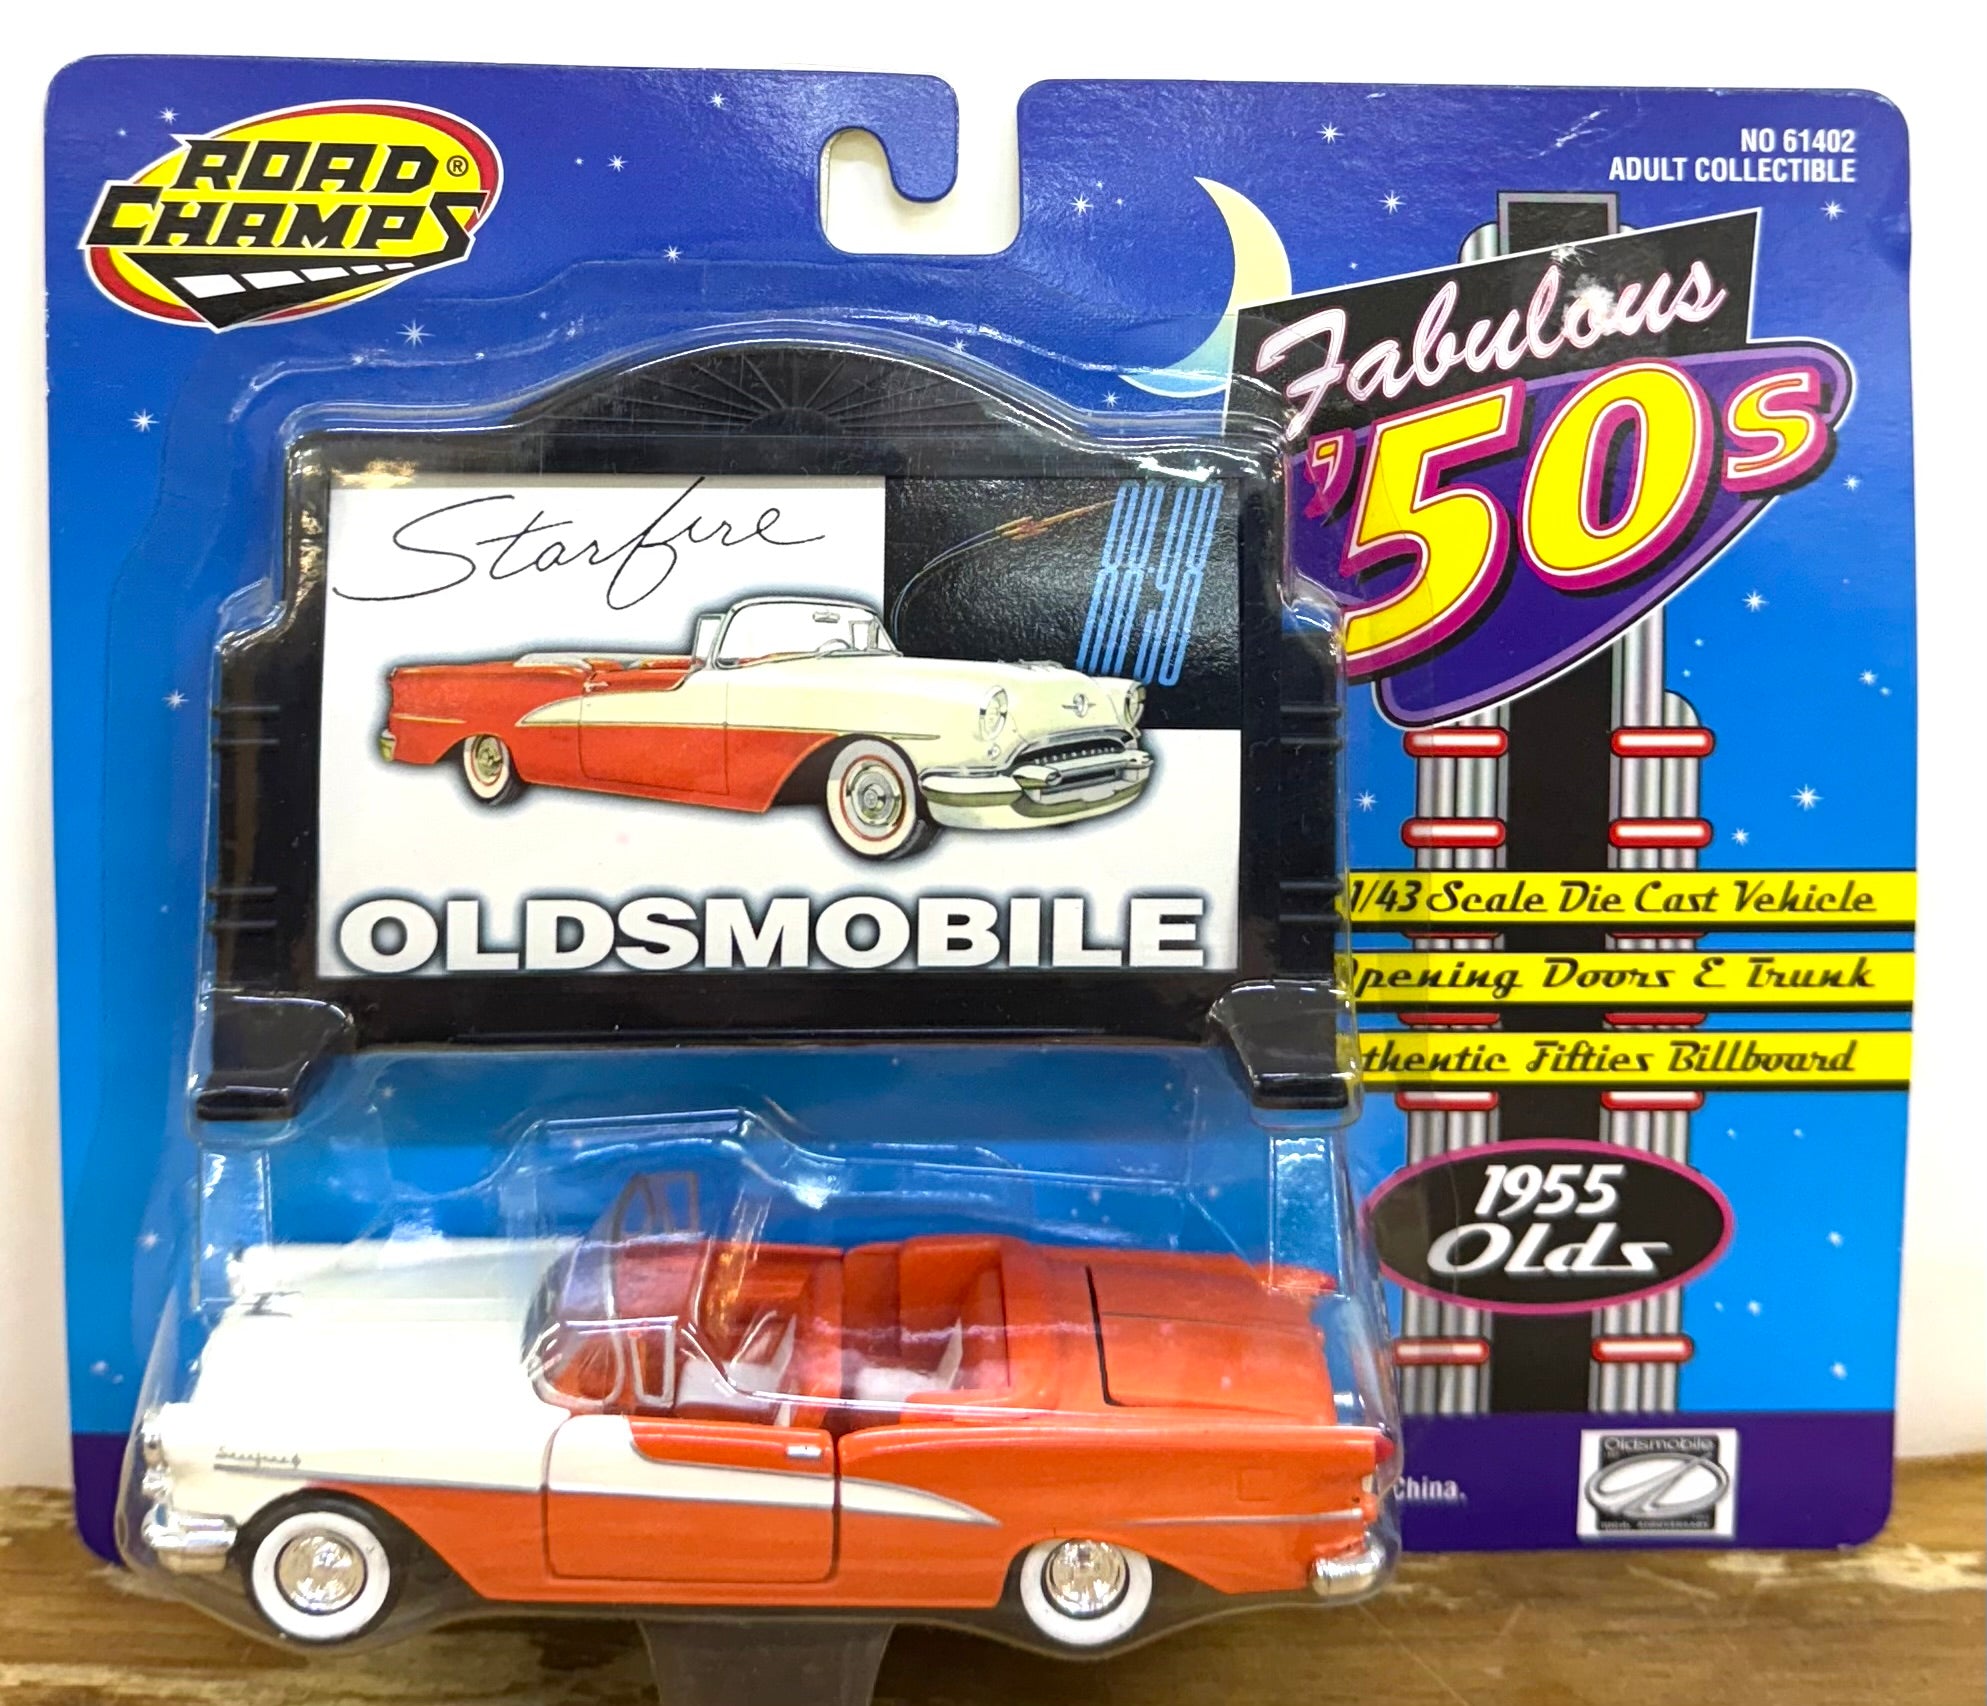 ROAD®
CHAMPS
NO 61402
ADULT COLLECTIBLE
Fabulous
'50s
Starfire
88-98
OLDSMOBILE
1/43 Scale Die Cast Vehicle
pening Doors & Trunk
thentic Fifties Billboard
1955
Olds
China.
Oldsmobile